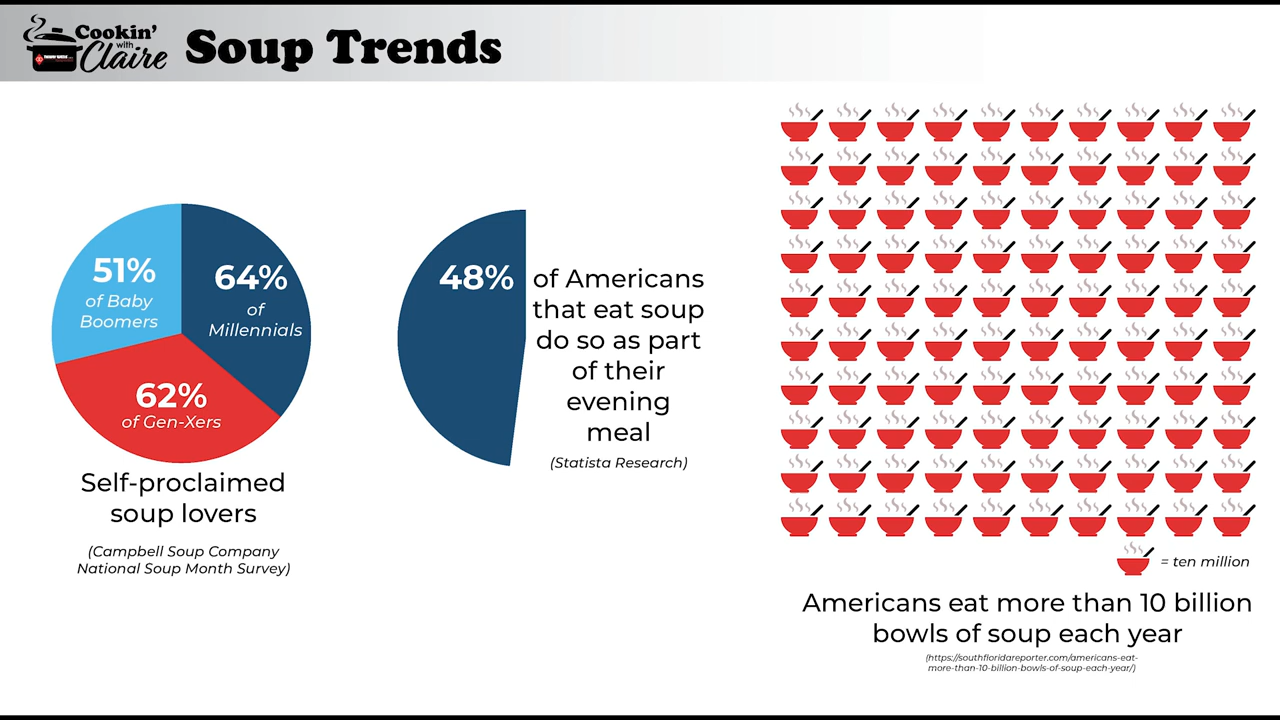 Cookin'
with
Claire
Soup Trends
51%
of Baby
Boomers
64%
of
Millennials
62%
of Gen-Xers
Self-proclaimed
soup lovers
(Campbell Soup Company
National Soup Month Survey)
48%
of Americans
that eat soup
do so as part
of their
evening
meal
(Statista Research)
= ten million
Americans eat more than 10 billion
bowls of soup each year
(https://southfloridareporter.com/americans-eat-
more-than-10-billion-bowls-of-soup-each-year/)